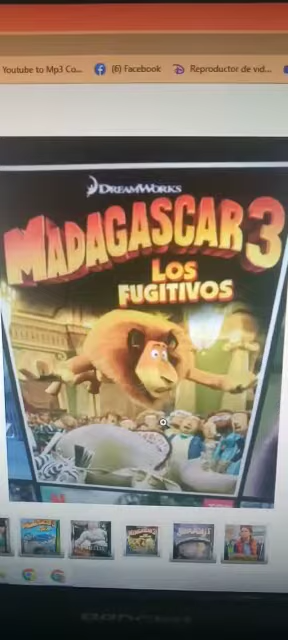 Youtube to Mp3 Co...
(6) Facebook
Reproductor de vid...
DREAMWORKS
MADAGASCAR 3
LOS
FUGITIVOS